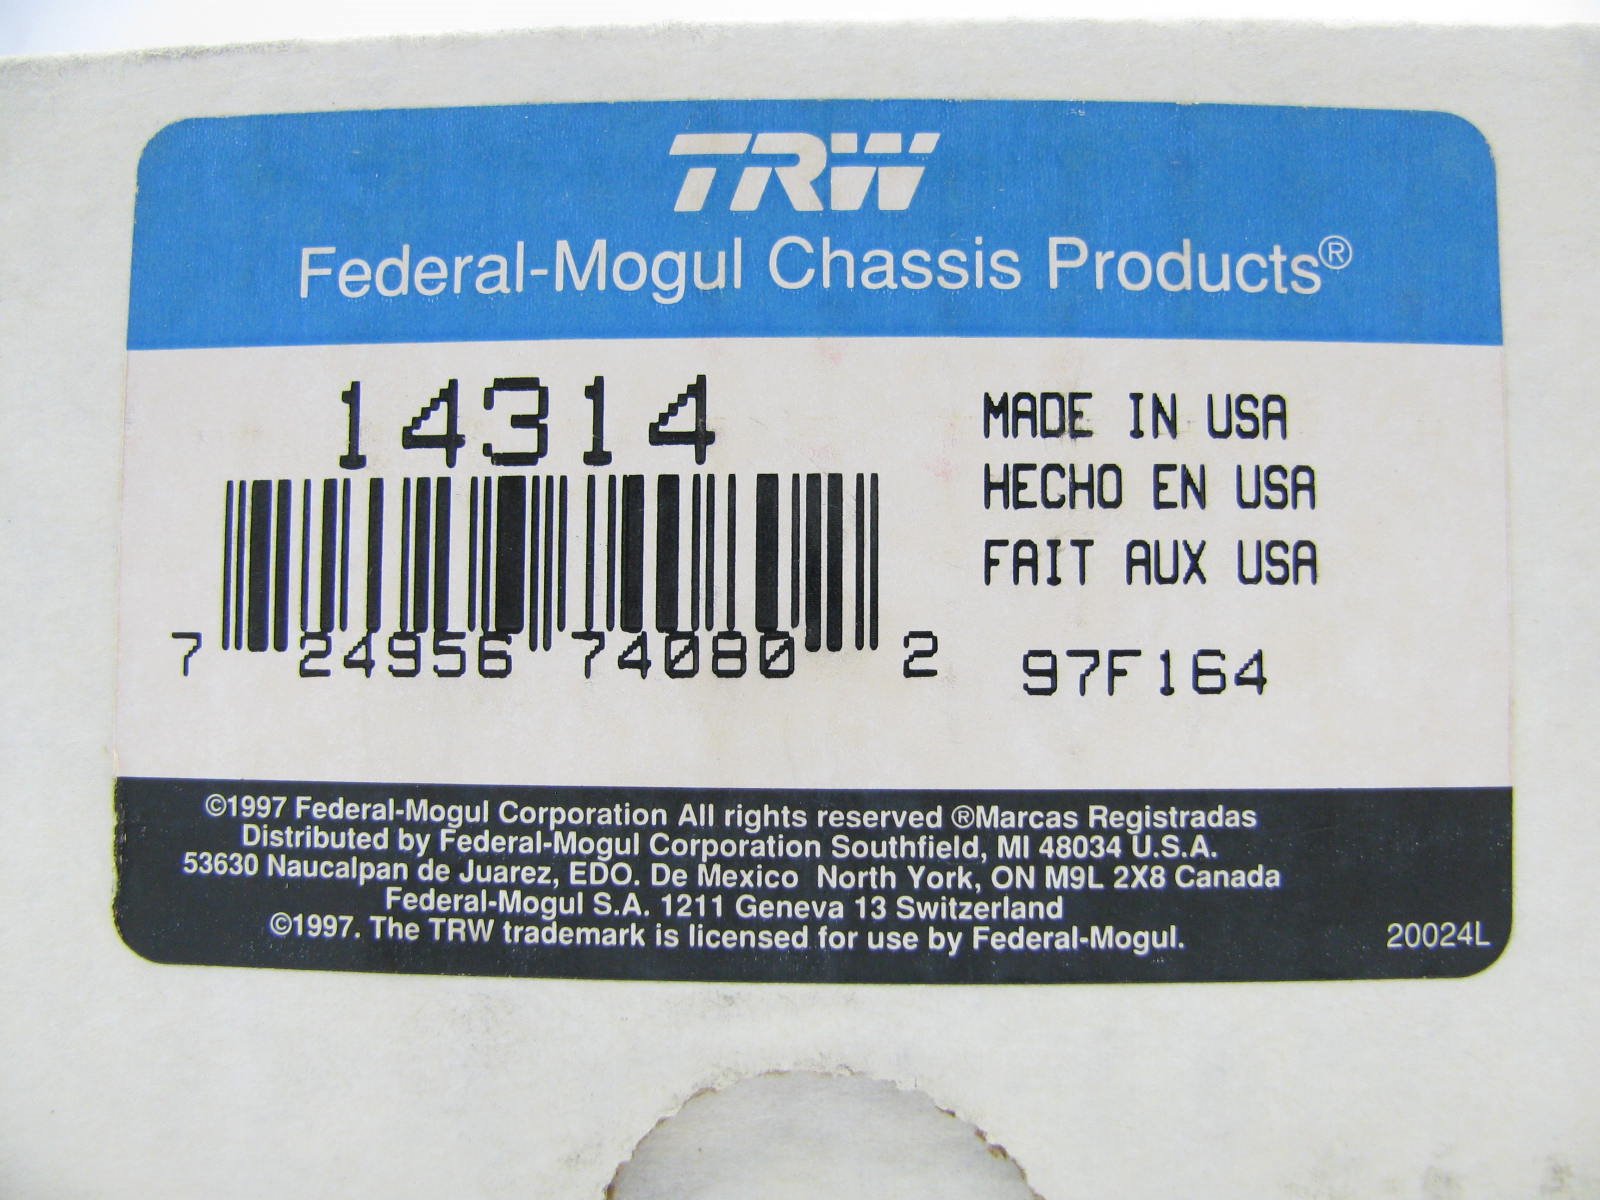 TRW
Federal-Mogul Chassis Products®
14314
MADE IN USA
HECHO EN USA
FAIT AUX USA
7 24956 74080 2
97F164
©1997 Federal-Mogul Corporation All rights reserved ®Marcas Registradas
Distributed by Federal-Mogul Corporation Southfield, MI 48034 U.S.A.
53630 Naucalpan de Juarez, EDO. De Mexico North York, ON M9L 2X8 Canada
Federal-Mogul S.A. 1211 Geneva 13 Switzerland
©1997. The TRW trademark is licensed for use by Federal-Mogul.
20024L